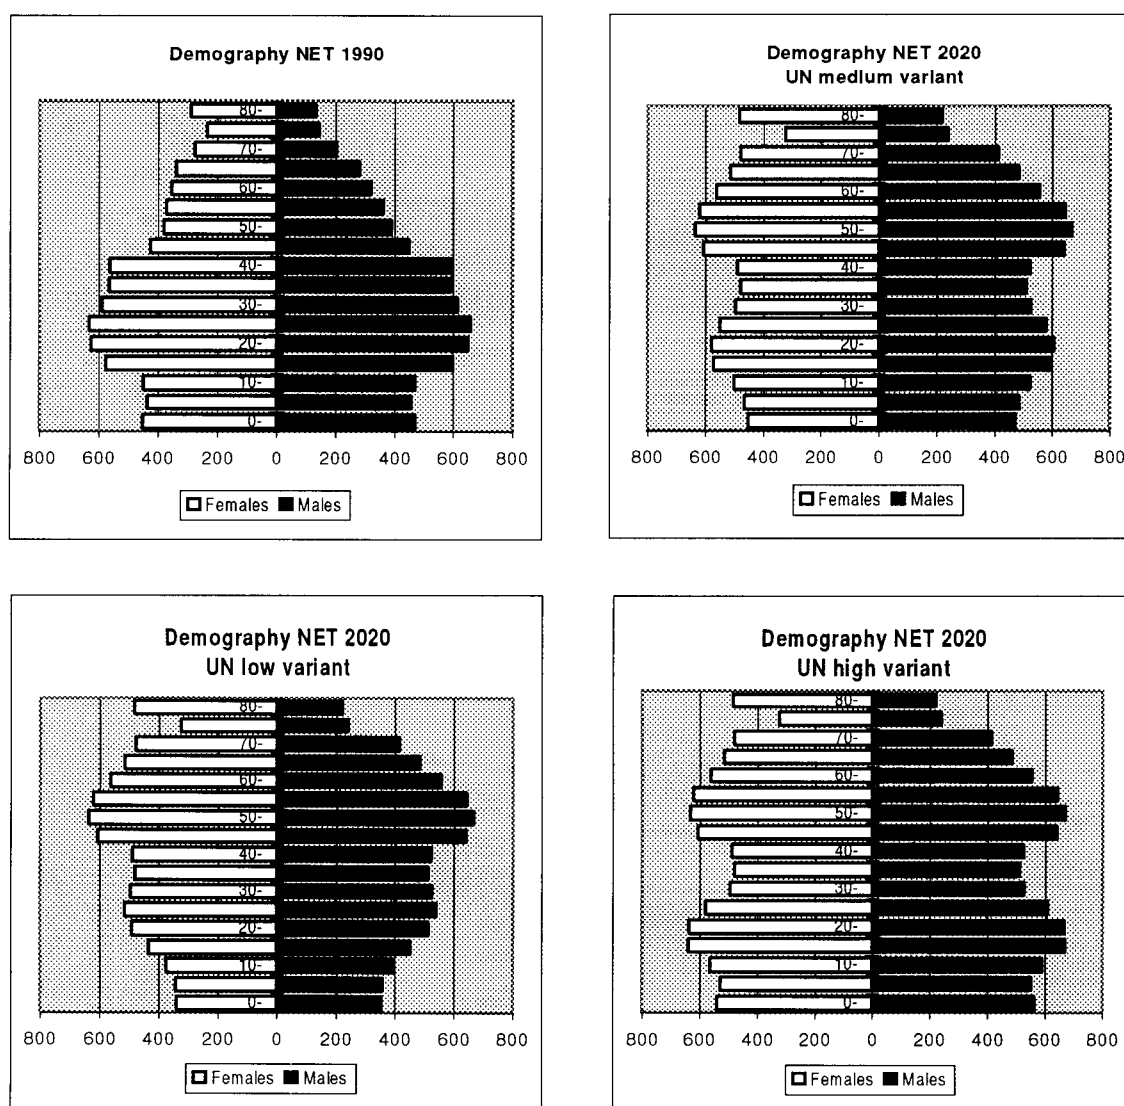 Demography NET 1990
80-
70-
60-
50-
40-
30-
20-
10-
0-
800 600 400 200 0 200 400 600 800
Females Males
Demography NET 2020
UN medium variant
80-
70-
60-
50-
40-
30-
20-
10-
0-
800 600 400 200 0 200 400 600 800
Females Males
Demography NET 2020
UN low variant
80-
70-
60-
50-
40-
30-
20-
10-
0-
800 600 400 200 0 200 400 600 800
Females Males
Demography NET 2020
UN high variant
80-
70-
60-
50-
40-
30-
20-
10-
0-
800 600 400 200 0 200 400 600 800
Females Males